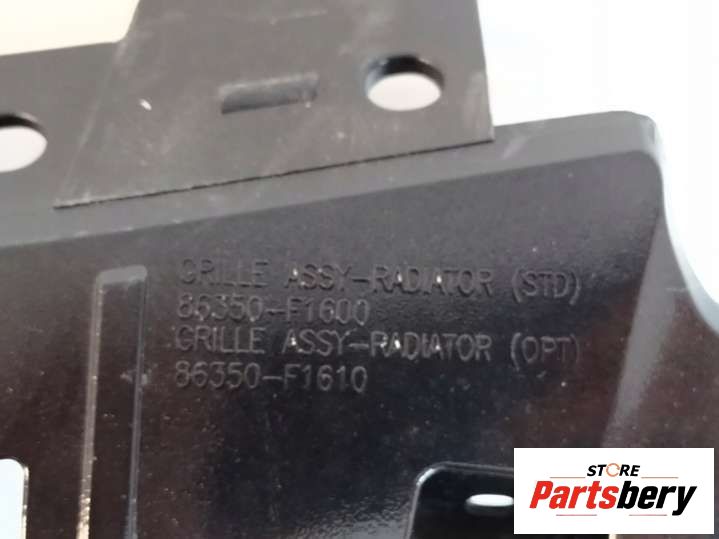 GRILLE ASSY-RADIATOR (STD)
86350-F1600
GRILLE ASSY-RADIATOR (OPT)
86350-F1610
STORE
Partsbery